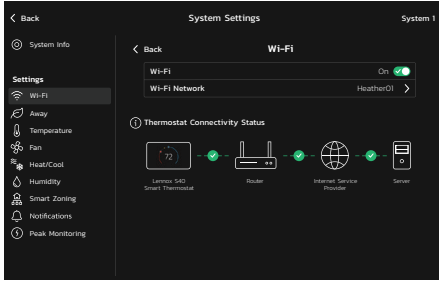 Back
System Settings
System 1
System Info
Settings
Wi-Fi
Away
Temperature
Fan
Heat/Cool
Humidity
Smart Zoning
Notifications
Peak Monitoring
Back
Wi-Fi
Wi-Fi
On
Wi-Fi Network
Heather01
Thermostat Connectivity Status
72
Lennox S40
Smart Thermostat
Router
Internet Service
Provider
Server